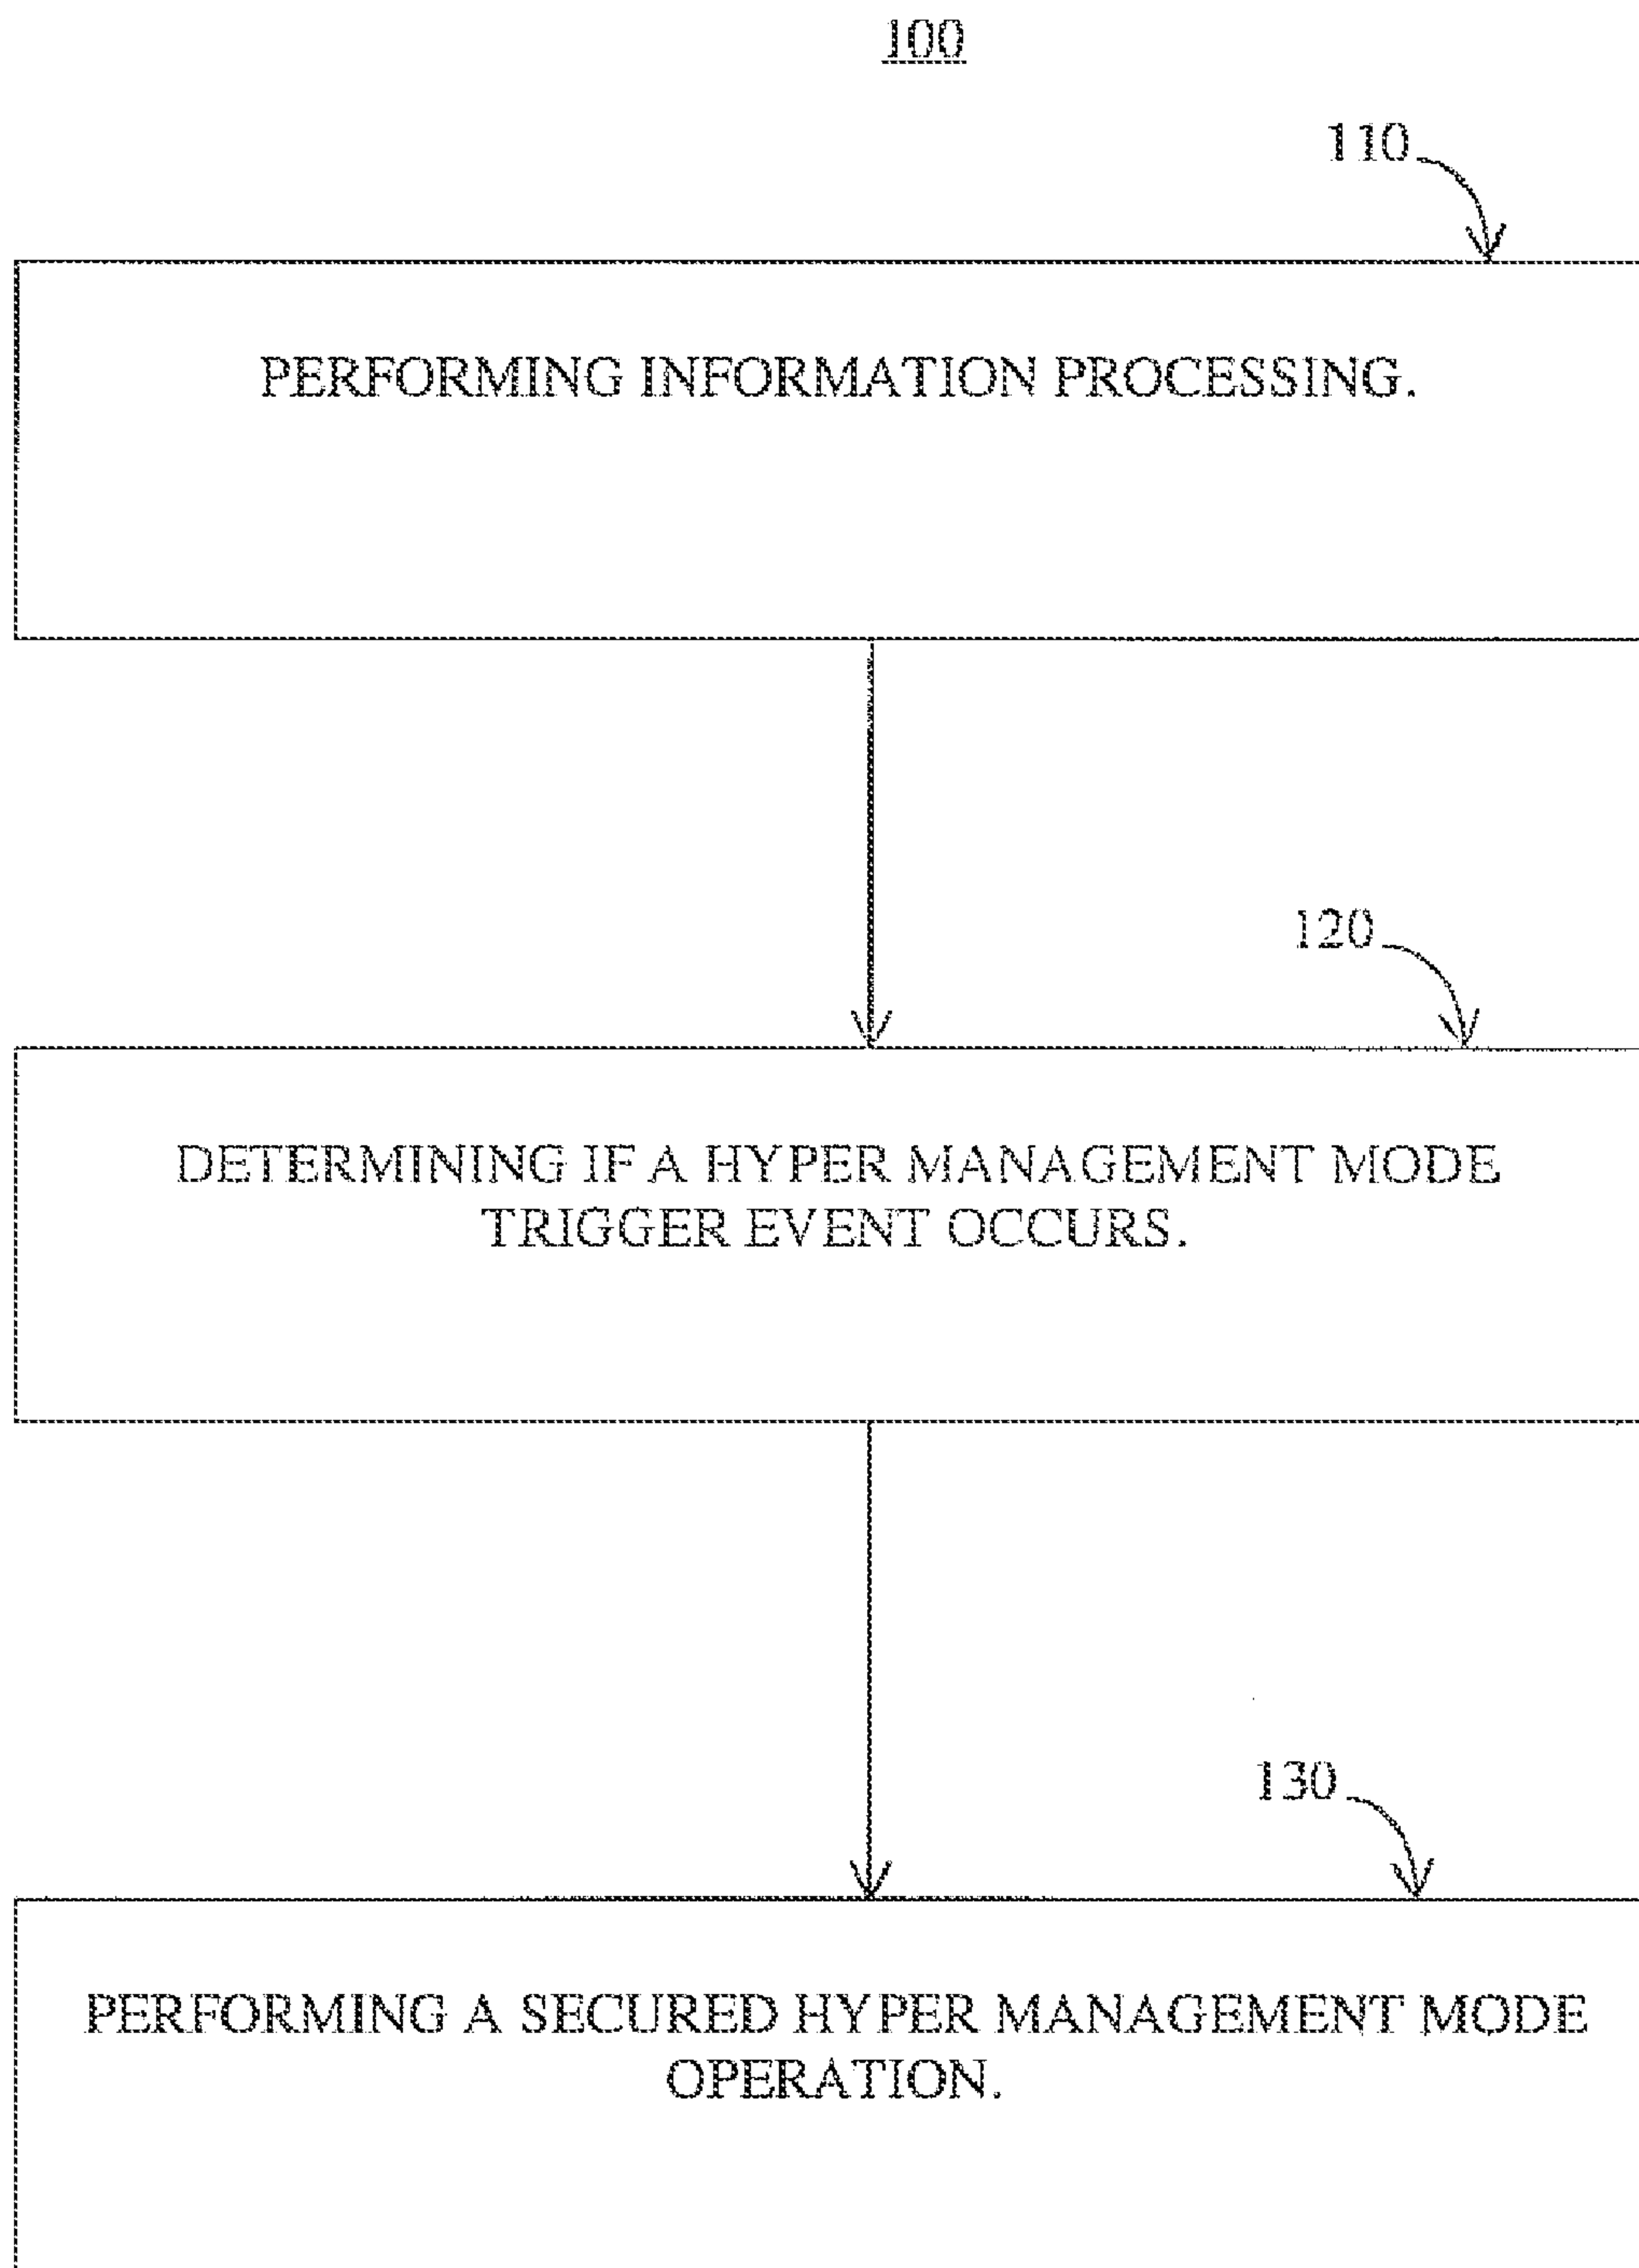 100
110
PERFORMING INFORMATION PROCESSING.
120
DETERMINING IF A HYPER MANAGEMENT MODE
TRIGGER EVENT OCCURS.
130
PERFORMING A SECURED HYPER MANAGEMENT MODE
OPERATION.